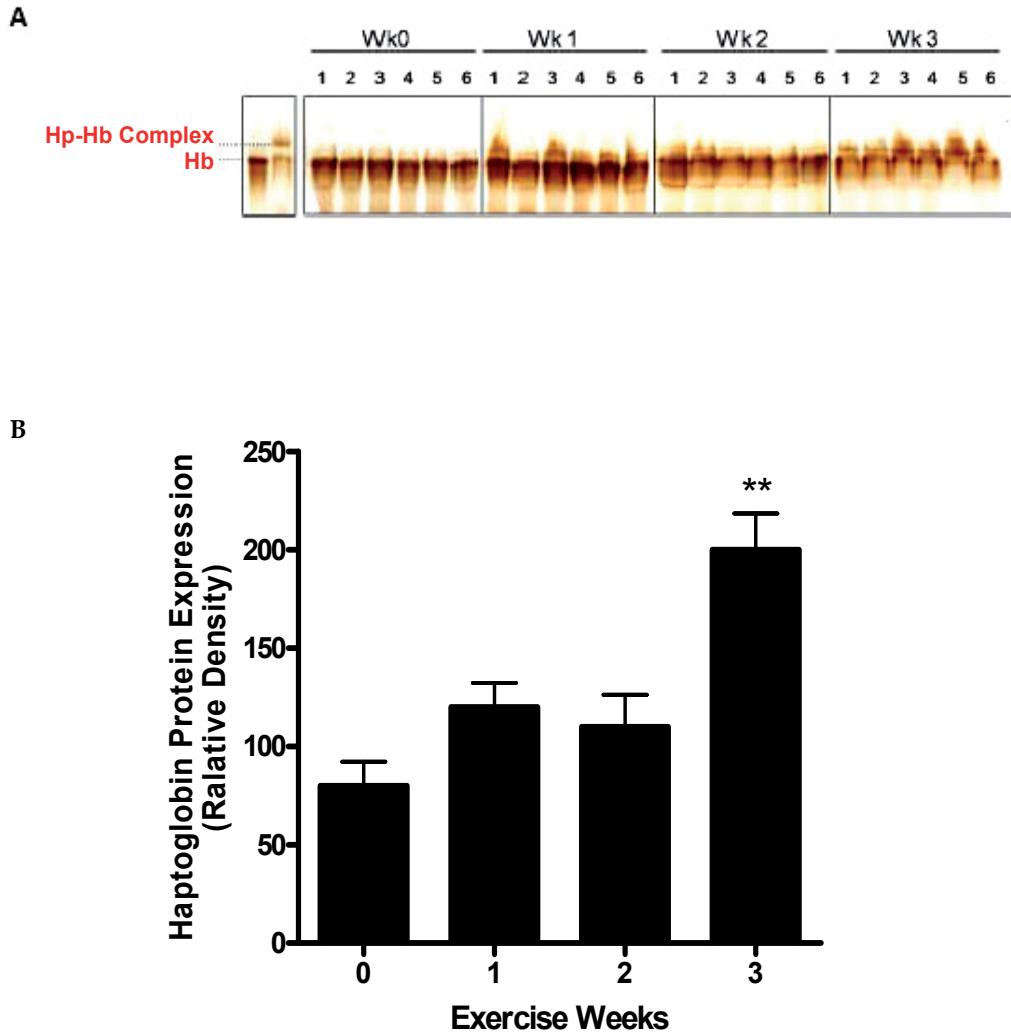 A
Wk0 Wk1 Wk2 Wk3
1 2 3 4 5 6 1 2 3 4 5 6 1 2 3 4 5 6 1 2 3 4 5 6
Hp-Hb Complex
Hb
B
Haptoglobin Protein Expression
(Ralative Density)
250
200
150
100
50
0
**
0 1 2 3
Exercise Weeks